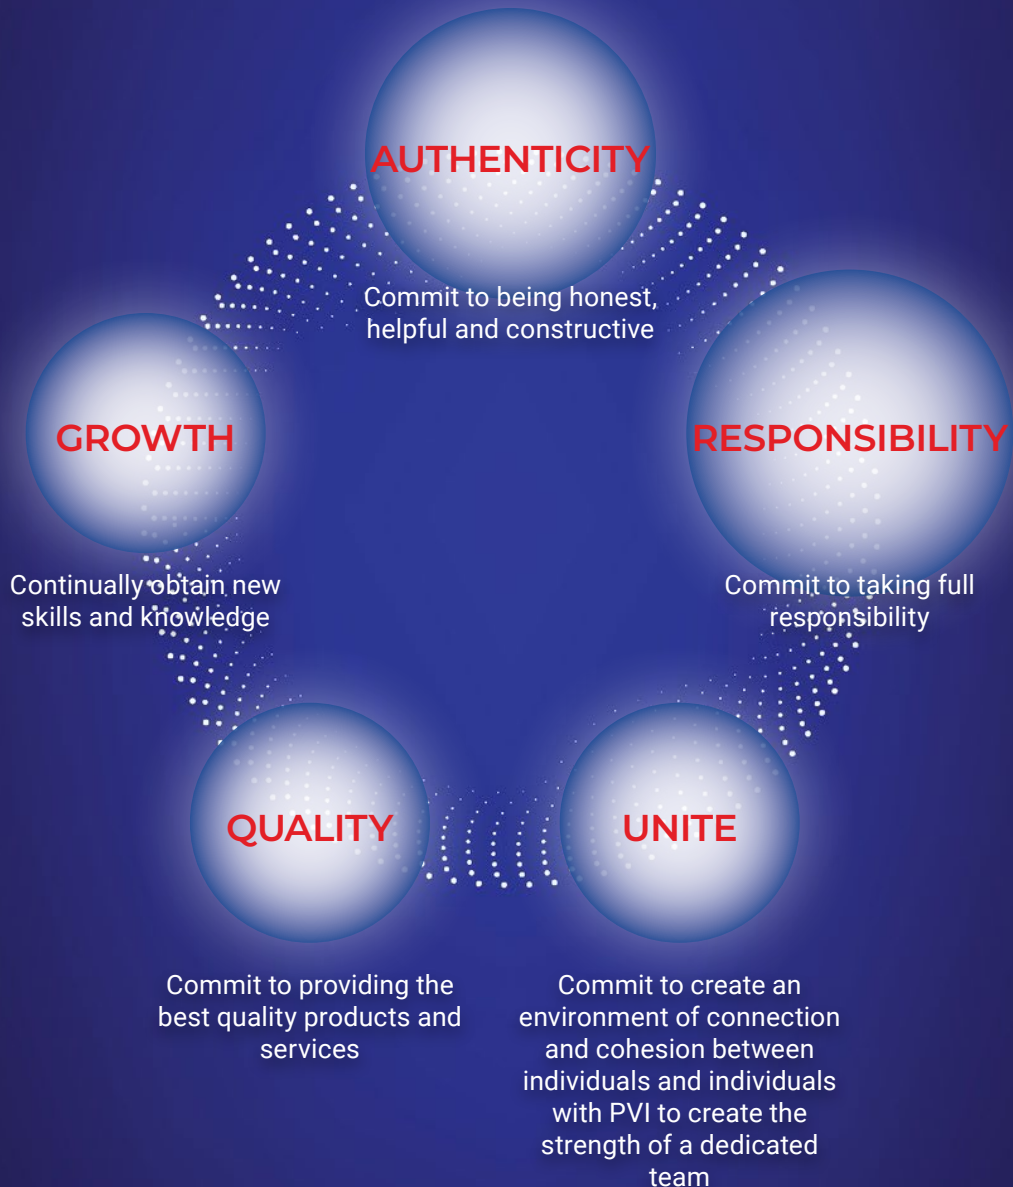 AUTHENTICITY
Commit to being honest,
helpful and constructive
GROWTH
Continually obtain new
skills and knowledge
RESPONSIBILITY
Commit to taking full
responsibility
QUALITY
Commit to providing the
best quality products and
services
UNITE
Commit to create an
environment of connection
and cohesion between
individuals and individuals
with PVI to create the
strength of a dedicated
team